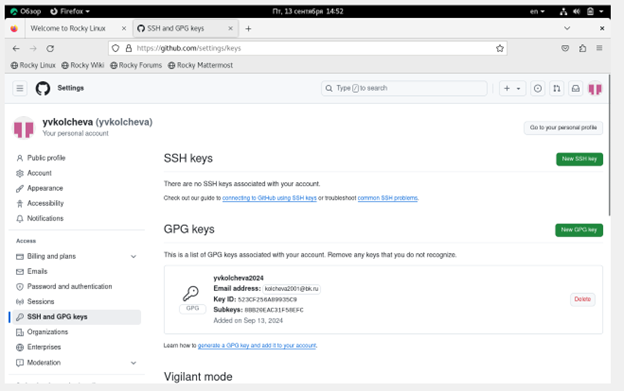 Обзор Firefox Пт, 13 сентября 14:52 en
Welcome to Rocky Linux × SSH and GPG keys × +
https://github.com/settings/keys
Rocky Linux Rocky Wiki Rocky Forums Rocky Mattermost
Settings Type / to search
yvkolcheva (yvkolcheva)
Your personal account
Go to your personal profile
Public profile
Account
Appearance
Accessibility
Notifications
Access
Billing and plans
Emails
Password and authentication
Sessions
SSH and GPG keys
Organizations
Enterprises
Moderation
SSH keys
New SSH key
There are no SSH keys associated with your account.
Check out our guide to connecting to GitHub using SSH keys or troubleshoot common SSH problems.
GPG keys
New GPG key
This is a list of GPG keys associated with your account. Remove any keys that you do not recognize.
GPG
yvkolcheva2024
Email address: kolcheva2001@bk.ru
Key ID: 523CF256A89935C9
Subkeys: 8BB20EAC31F58EFC
Added on Sep 13, 2024
Delete
Learn how to generate a GPG key and add it to your account.
Vigilant mode